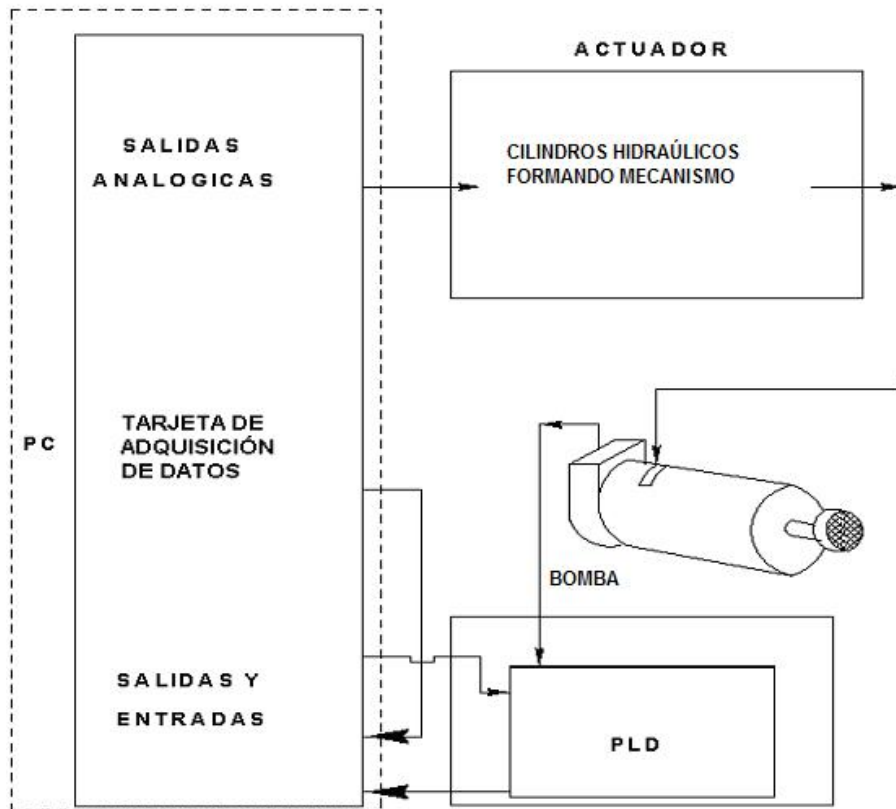 ACTUADOR
SALIDAS
ANALOGICAS
CILINDROS HIDRAÚLICOS
FORMANDO MECANISMO
PC
TARJETA DE
ADQUISICIÓN
DE DATOS
BOMBA
SALIDAS Y
ENTRADAS
PLD